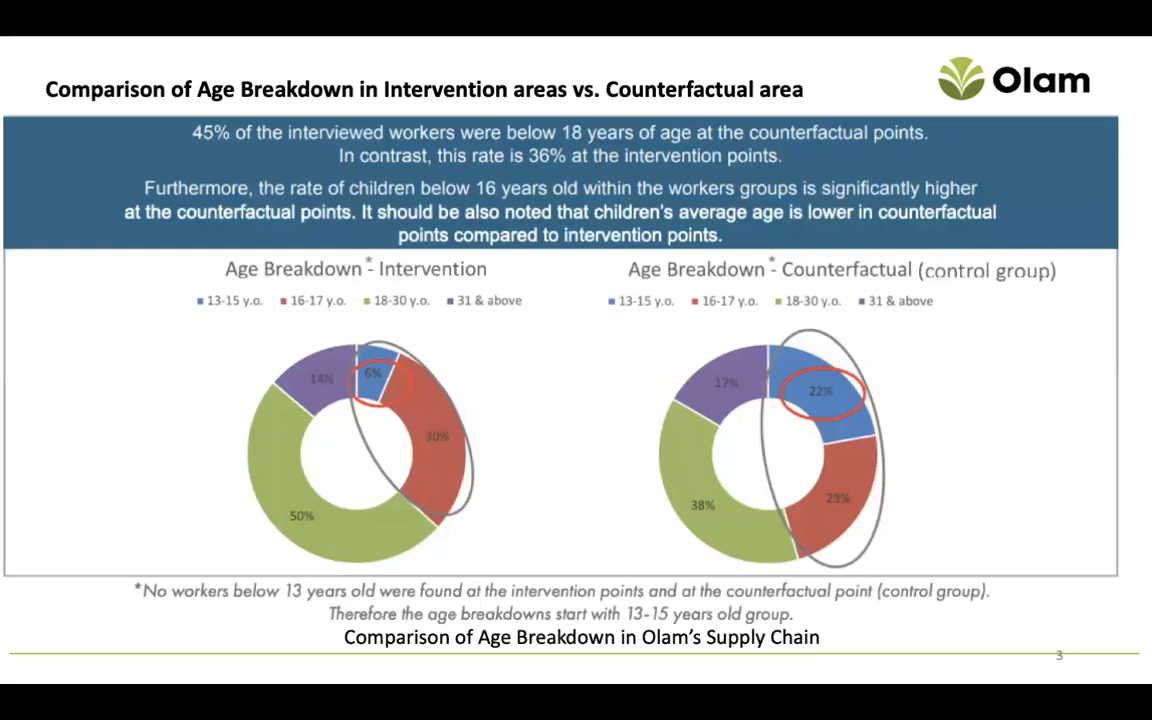 Comparison of Age Breakdown in Intervention areas vs. Counterfactual area
Olam
45% of the interviewed workers were below 18 years of age at the counterfactual points.
In contrast, this rate is 36% at the intervention points.
Furthermore, the rate of children below 16 years old within the workers groups is significantly higher
at the counterfactual points. It should be also noted that children's average age is lower in counterfactual
points compared to intervention points.
Age Breakdown * - Intervention
13-15 y.o. 16-17 y.o. 18-30 y.o. 31 & above
14%
6%
30%
50%
Age Breakdown * - Counterfactual (control group)
13-15 y.o. 16-17 y.o. 18-30 y.o. 31 & above
17%
22%
23%
38%
*No workers below 13 years old were found at the intervention points and at the counterfactual point (control group).
Therefore the age breakdowns start with 13-15 years old group.
Comparison of Age Breakdown in Olam's Supply Chain
3